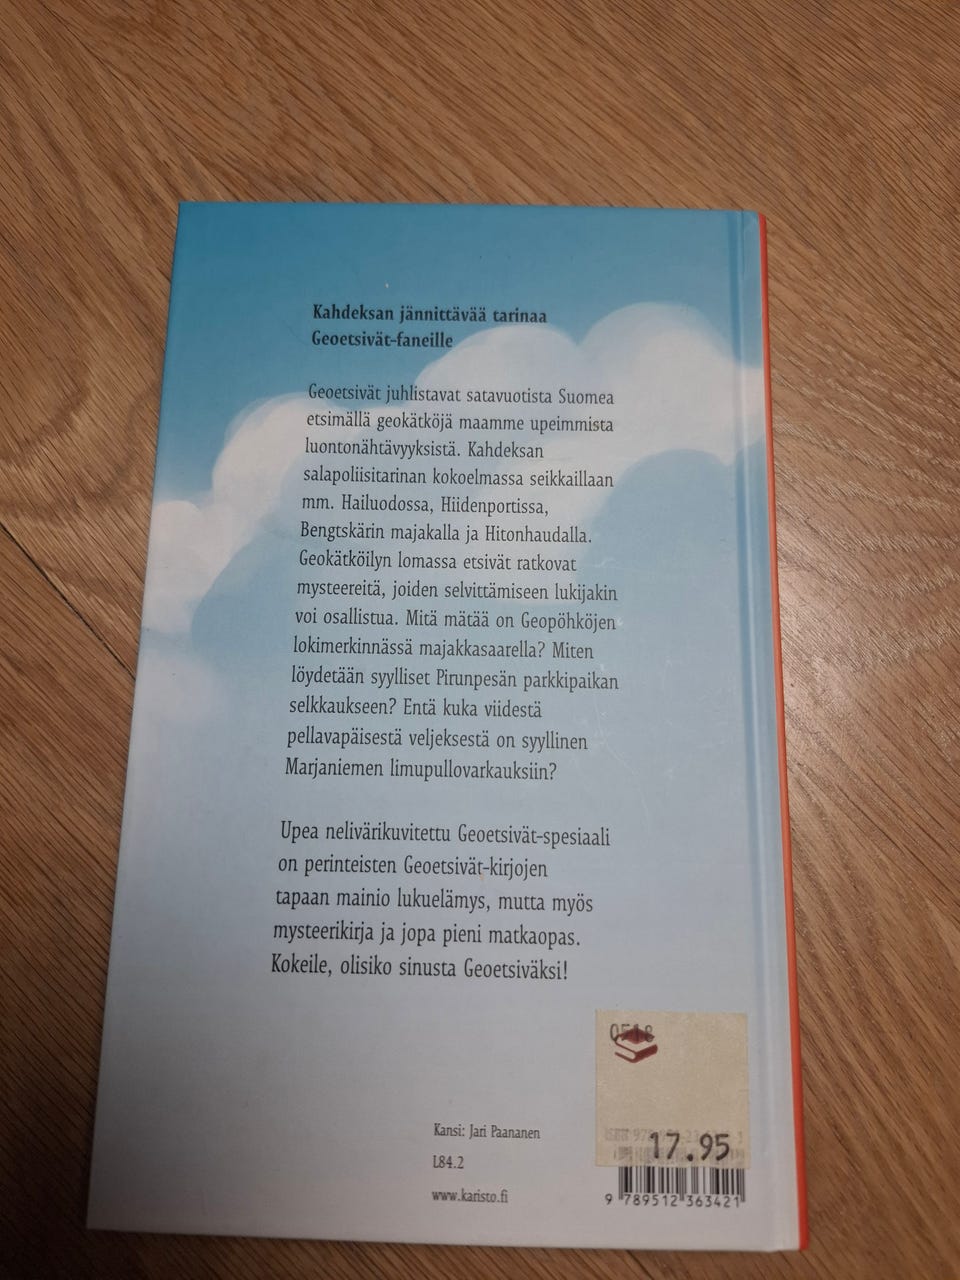 Kahdeksan jännittävää tarinaa
Geoetsivät-faneille
Geoetsivät juhlistavat satavuotista Suomea
etsimällä geokätköjä maamme upeimmista
luontonähtävyyksistä. Kahdeksan
salapoliisitarinan kokoelmassa seikkaillaan
mm. Hailuodossa, Hiidenportissa,
Bengtskärin majakalla ja Hitonhaudalla.
Geokätköilyn lomassa etsivät ratkovat
mysteereitä, joiden selvittämiseen lukijakin
voi osallistua. Mitä mätää on Geopöhköjen
lokimerkinnässä majakkasaarella? Miten
löydetään syylliset Pirunpesän parkkipaikan
selkkaukseen? Entä kuka viidestä
pellavapäisestä veljeksestä on syyllinen
Marjaniemen limupullovarkauksiin?
Upea nelivärikuvitettu Geoetsivät-spesiaali
on perinteisten Geoetsivät-kirjojen
tapaan mainio lukuelämys, mutta myös
mysteerikirja ja jopa pieni matkaopas.
Kokeile, olisiko sinusta Geoetsiväksi!
0518
Kansi: Jari Paananen
L84.2
www.karisto.fi
ISBN
17.95
9 789512 363421